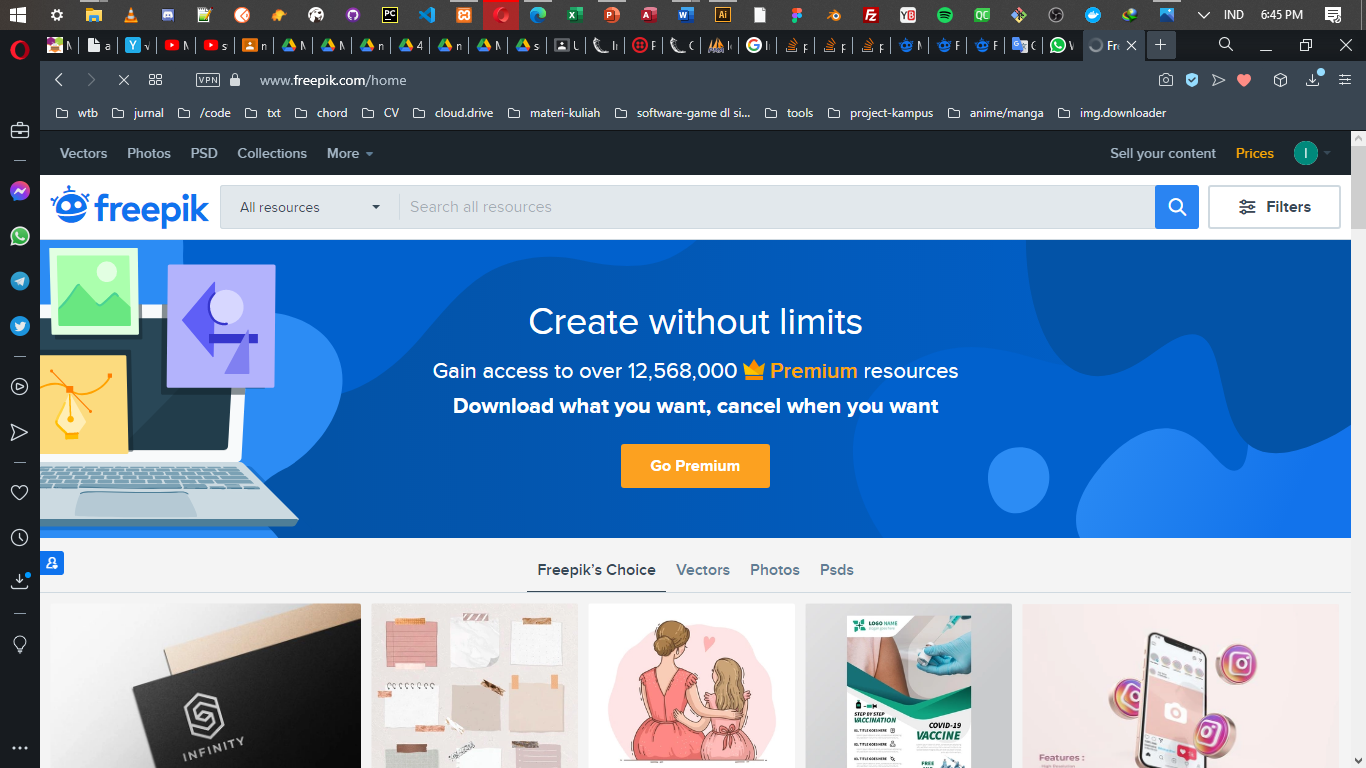 IND 6:45 PM
VPN www.freepik.com/home
wtb jurnal /code txt chord CV cloud.drive materi-kuliah software-game dl si... tools project-kampus anime/manga img.downloader
Vectors Photos PSD Collections More Sell your content Prices I
freepik All resources Search all resources Filters
Create without limits
Gain access to over 12,568,000 Premium resources
Download what you want, cancel when you want
Go Premium
Freepik's Choice Vectors Photos Psds
INFINITY
LOGO NAME
STEP BY STEP
VACCINATION
COVID-19
VACCINE
FREE
Features :